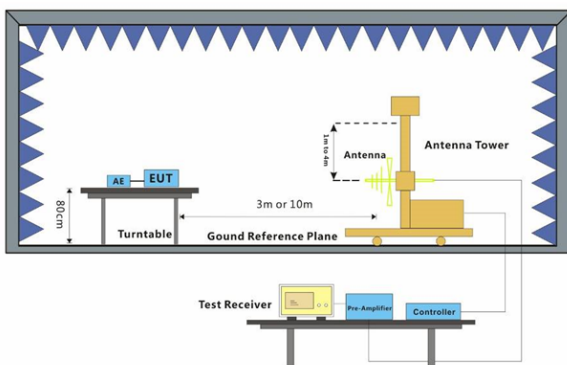 1m to 4m
Antenna Tower
Antenna
AE
EUT
80cm
3m or 10m
Turntable
Gound Reference Plane
Test Receiver
Pre-Amplifier
Controller